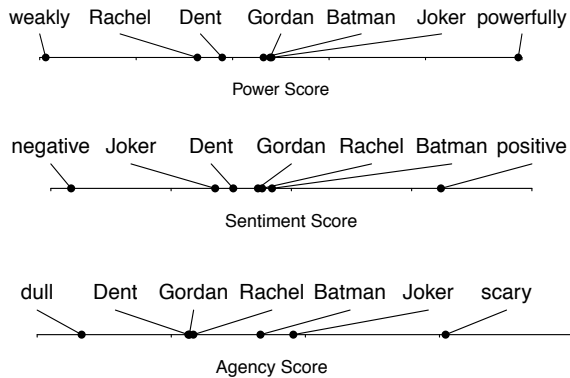 weakly Rachel Dent Gordan Batman Joker powerfully
Power Score
negative Joker Dent Gordan Rachel Batman positive
Sentiment Score
dull Dent Gordan Rachel Batman Joker scary
Agency Score